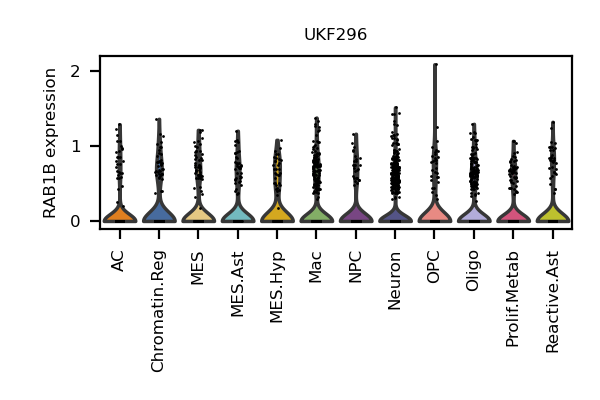 UKF296
RAB1B expression
2
1
0
AC
Chromatin.Reg
MES
MES.Ast
MES.Hyp
Mac
NPC
Neuron
OPC
Oligo
Prolif.Metab
Reactive.Ast